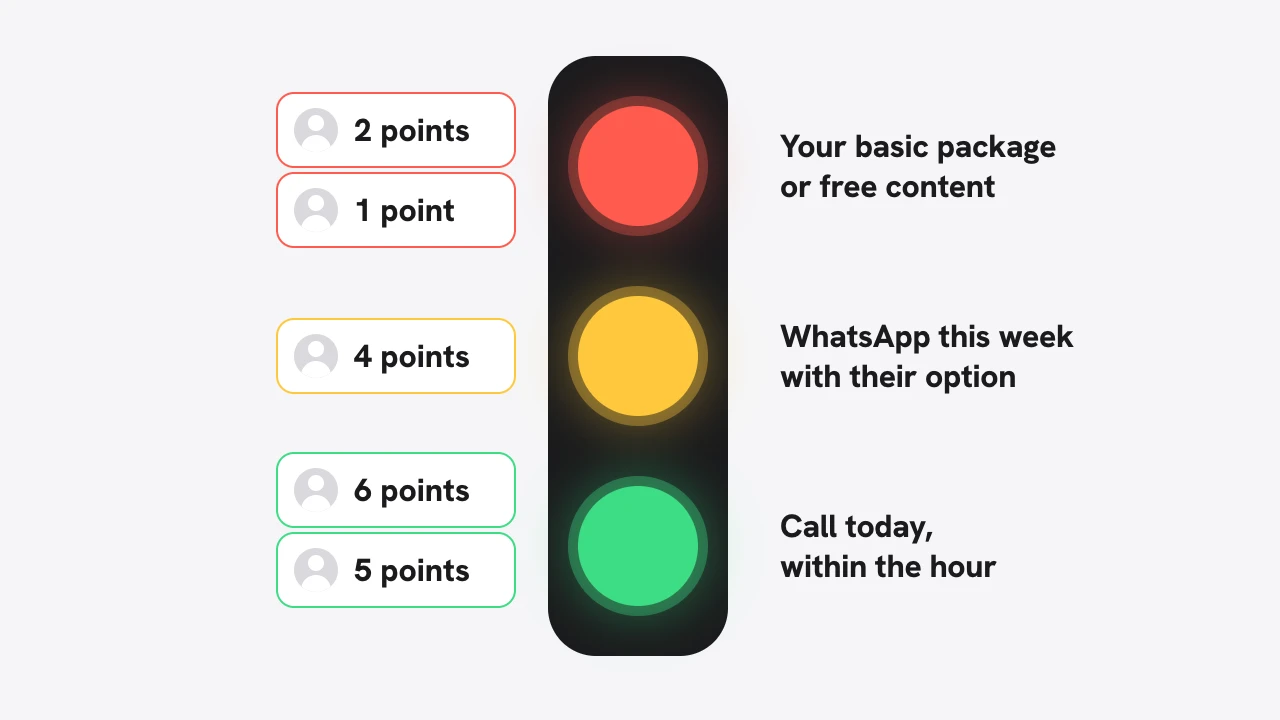 2 points
1 point
Your basic package
or free content
4 points
WhatsApp this week
with their option
6 points
5 points
Call today,
within the hour